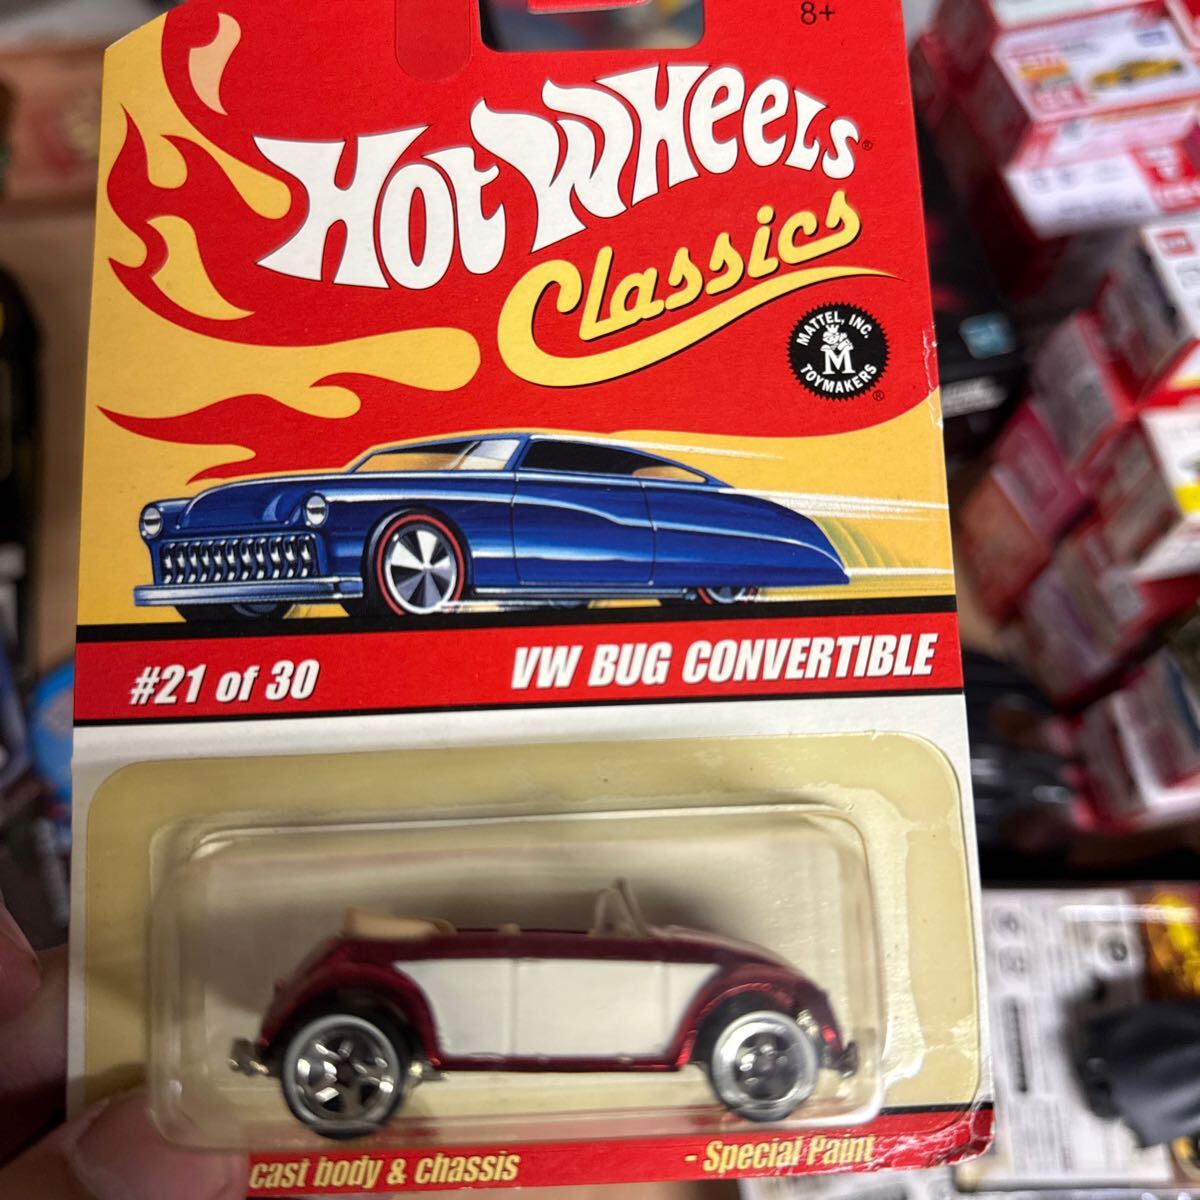 8+
Hot Wheels®
Classics
MATTEL, INC.
M
TOYMAKERS®
#21 of 30
VW BUG CONVERTIBLE
cast body & chassis
- Special Paint